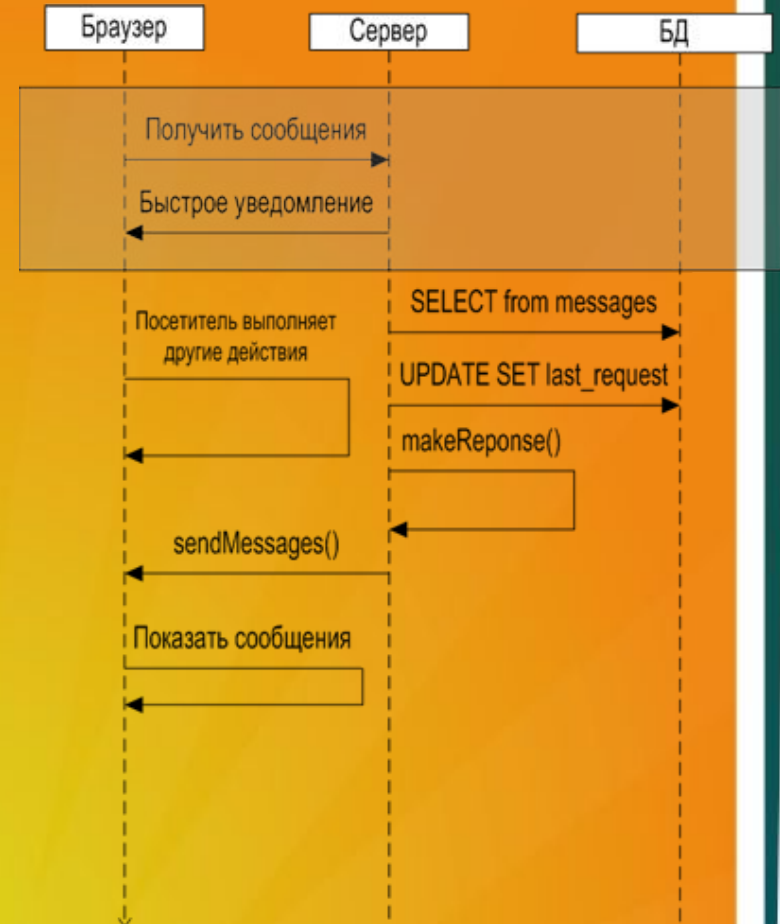 Браузер
Сервер
БД
Получить сообщения
Быстрое уведомление
SELECT from messages
Посетитель выполняет
другие действия
UPDATE SET last_request
makeReponse()
sendMessages()
Показать сообщения